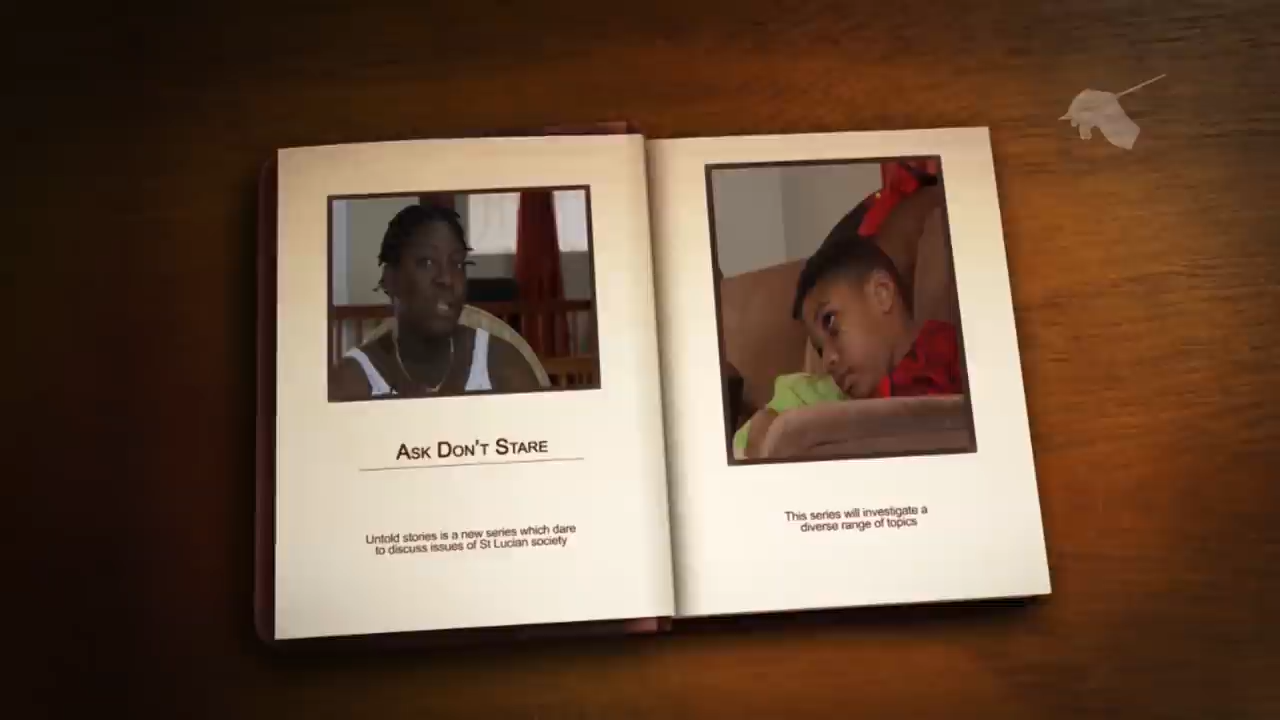 Ask Don't Stare
Untold stories is a new series which dare
to discuss issues of St Lucian society
This series will investigate a
diverse range of topics